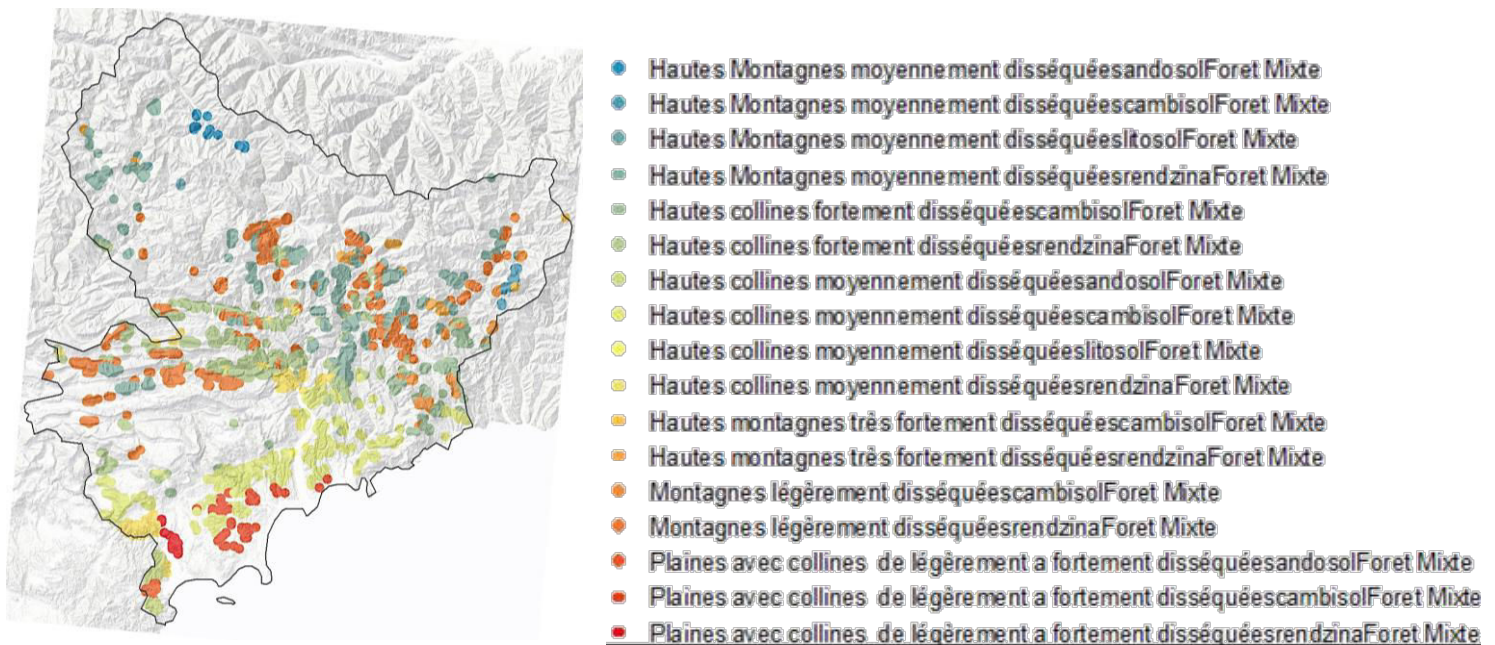 Hautes Montagnes moyennement disséquéesandosolForet Mixte
Hautes Montagnes moyennement disséquéescambisolForet Mixte
Hautes Montagnes moyennement disséquéeslitosolForet Mixte
Hautes Montagnes moyennement disséquéesrendzinaForet Mixte
Hautes collines fortement disséquéescambisolForet Mixte
Hautes collines fortement disséquéesrendzinaForet Mixte
Hautes collines moyennement disséquéesandosolForet Mixte
Hautes collines moyennement disséquéescambisolForet Mixte
Hautes collines moyennement disséquéeslitosolForet Mixte
Hautes collines moyennement disséquéesrendzinaForet Mixte
Hautes montagnes très fortement disséquéescambisolForet Mixte
Hautes montagnes très fortement disséquéesrendzinaForet Mixte
Montagnes légèrement disséquéescambisolForet Mixte
Montagnes légèrement disséquéesrendzinaForet Mixte
Plaines avec collines de légèrement a fortement disséquéesandosolForet Mixte
Plaines avec collines de légèrement a fortement disséquéescambisolForet Mixte
Plaines avec collines de légèrement a fortement disséquéesrendzinaForet Mixte